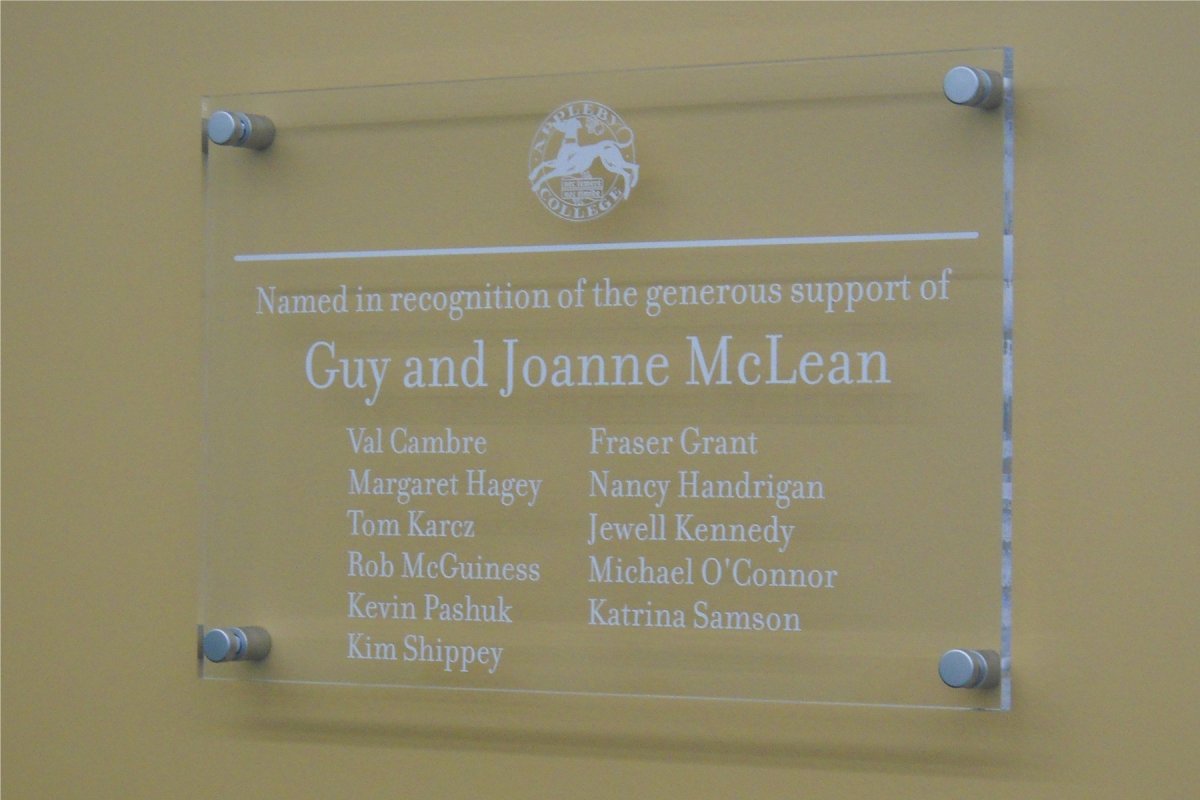 APPLEBY
COLLEGE
Named in recognition of the generous support of
Guy and Joanne McLean
Val Cambre
Margaret Hagey
Tom Karcz
Rob McGuiness
Kevin Pashuk
Kim Shippey
Fraser Grant
Nancy Handrigan
Jewell Kennedy
Michael O'Connor
Katrina Samson